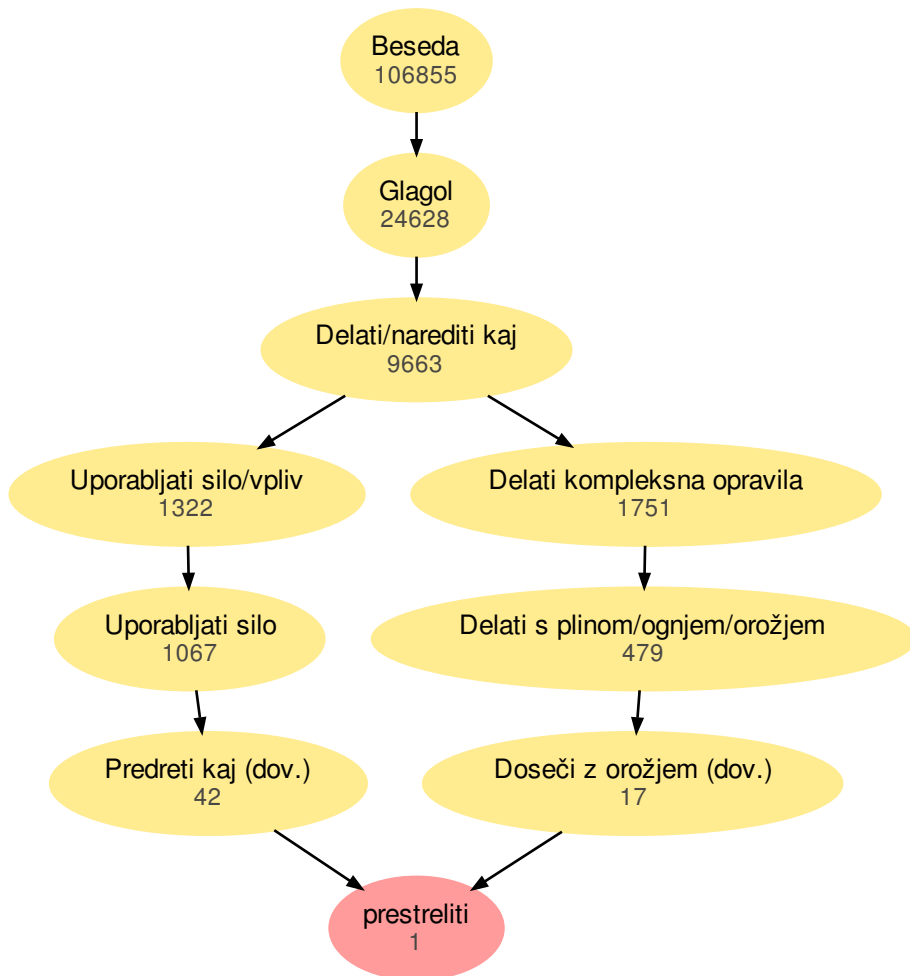 Beseda
106855
Glagol
24628
Delati/narediti kaj
9663
Uporabljati silo/vpliv
1322
Delati kompleksna opravila
1751
Uporabljati silo
1067
Delati s plinom/ognjem/orožjem
479
Predreti kaj (dov.)
42
Doseči z orožjem (dov.)
17
prestreliti
1